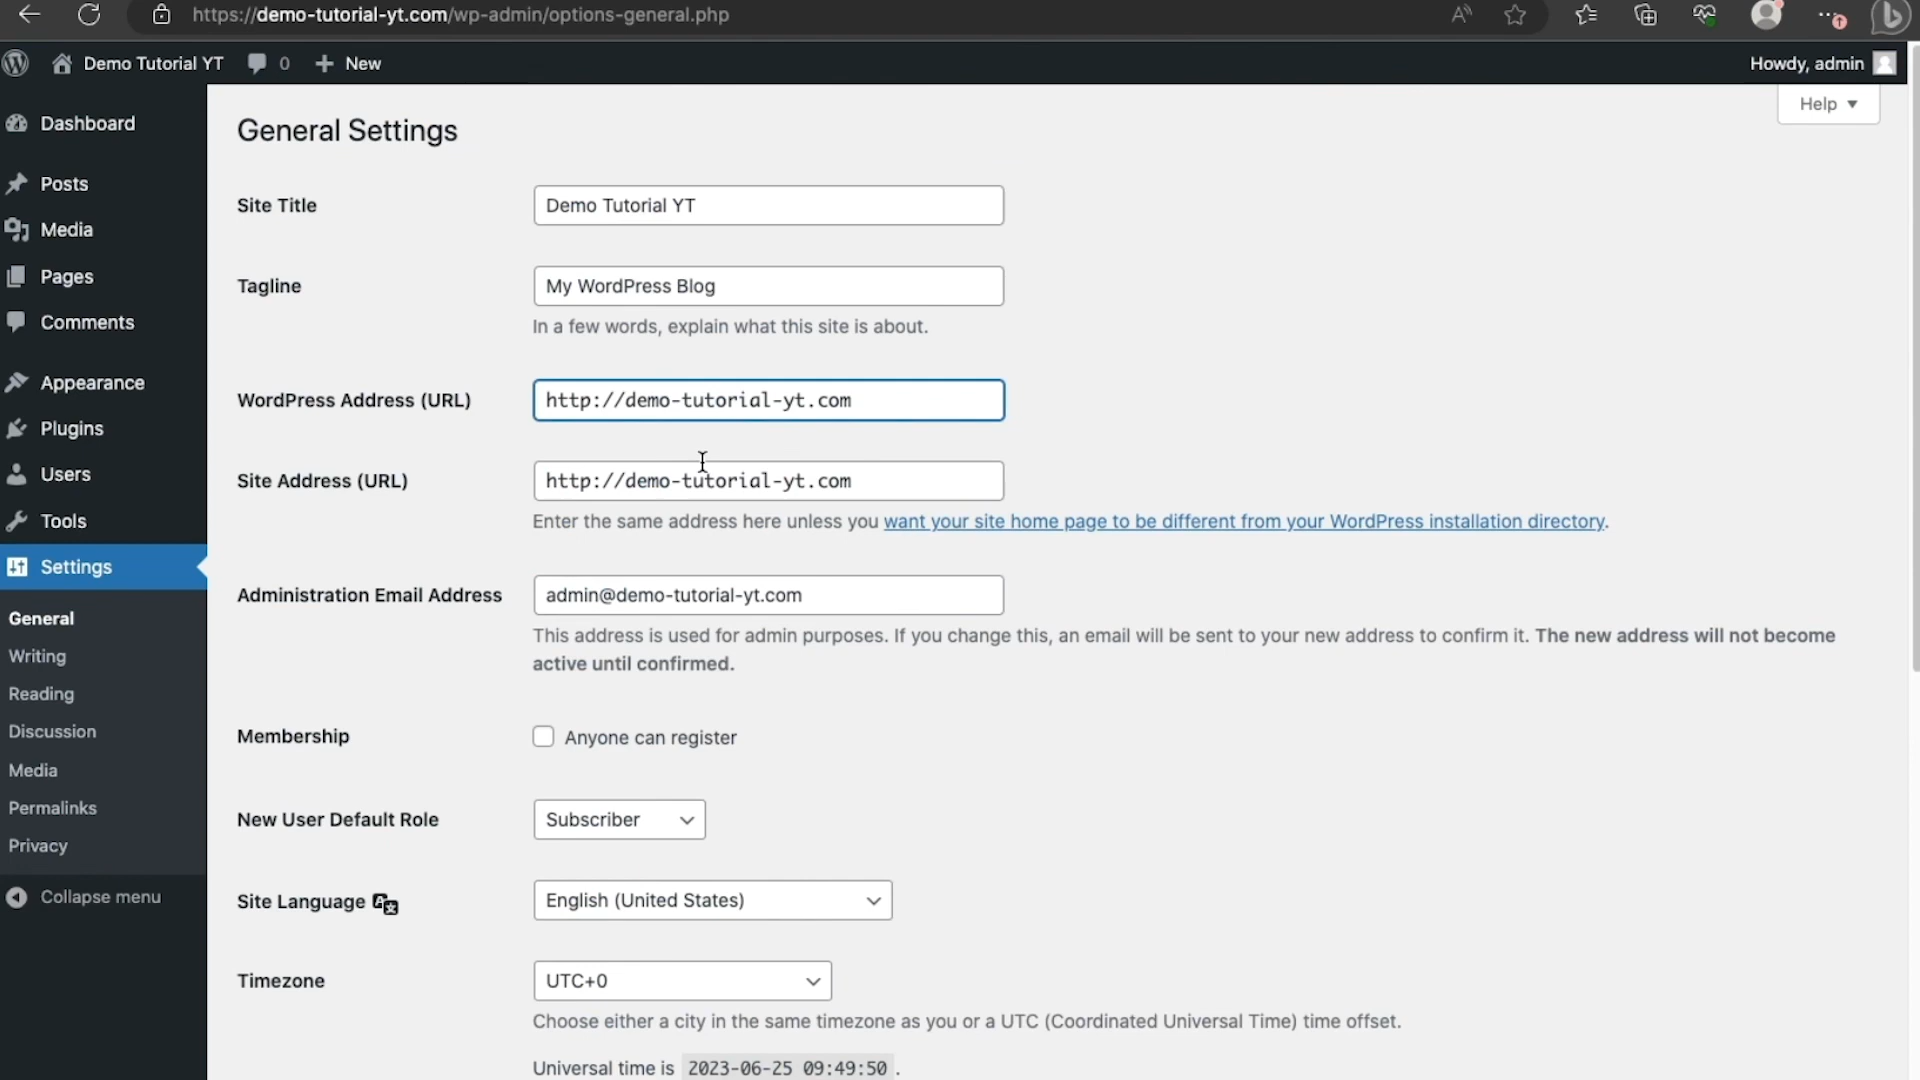 https://demo-tutorial-yt.com/wp-admin/options-general.php
Demo Tutorial YT 0 + New
Howdy, admin
Help
Dashboard
Posts
Media
Pages
Comments
Appearance
Plugins
Users
Tools
Settings
General
Writing
Reading
Discussion
Media
Permalinks
Privacy
Collapse menu
General Settings
Site Title Demo Tutorial YT
Tagline My WordPress Blog
In a few words, explain what this site is about.
WordPress Address (URL) http://demo-tutorial-yt.com
Site Address (URL) http://demo-tutorial-yt.com
Enter the same address here unless you want your site home page to be different from your WordPress installation directory.
Administration Email Address admin@demo-tutorial-yt.com
This address is used for admin purposes. If you change this, an email will be sent to your new address to confirm it. The new address will not become
active until confirmed.
Membership Anyone can register
New User Default Role Subscriber
Site Language English (United States)
Timezone UTC+0
Choose either a city in the same timezone as you or a UTC (Coordinated Universal Time) time offset.
Universal time is 2023-06-25 09:49:50 .